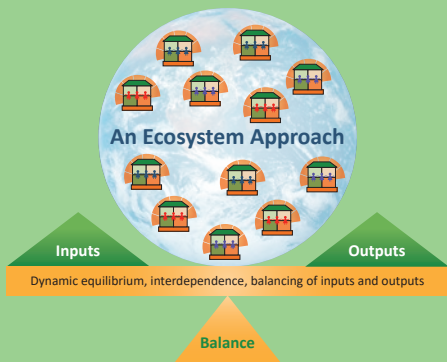 An Ecosystem Approach
Inputs
Outputs
Dynamic equilibrium, interdependence, balancing of inputs and outputs
Balance